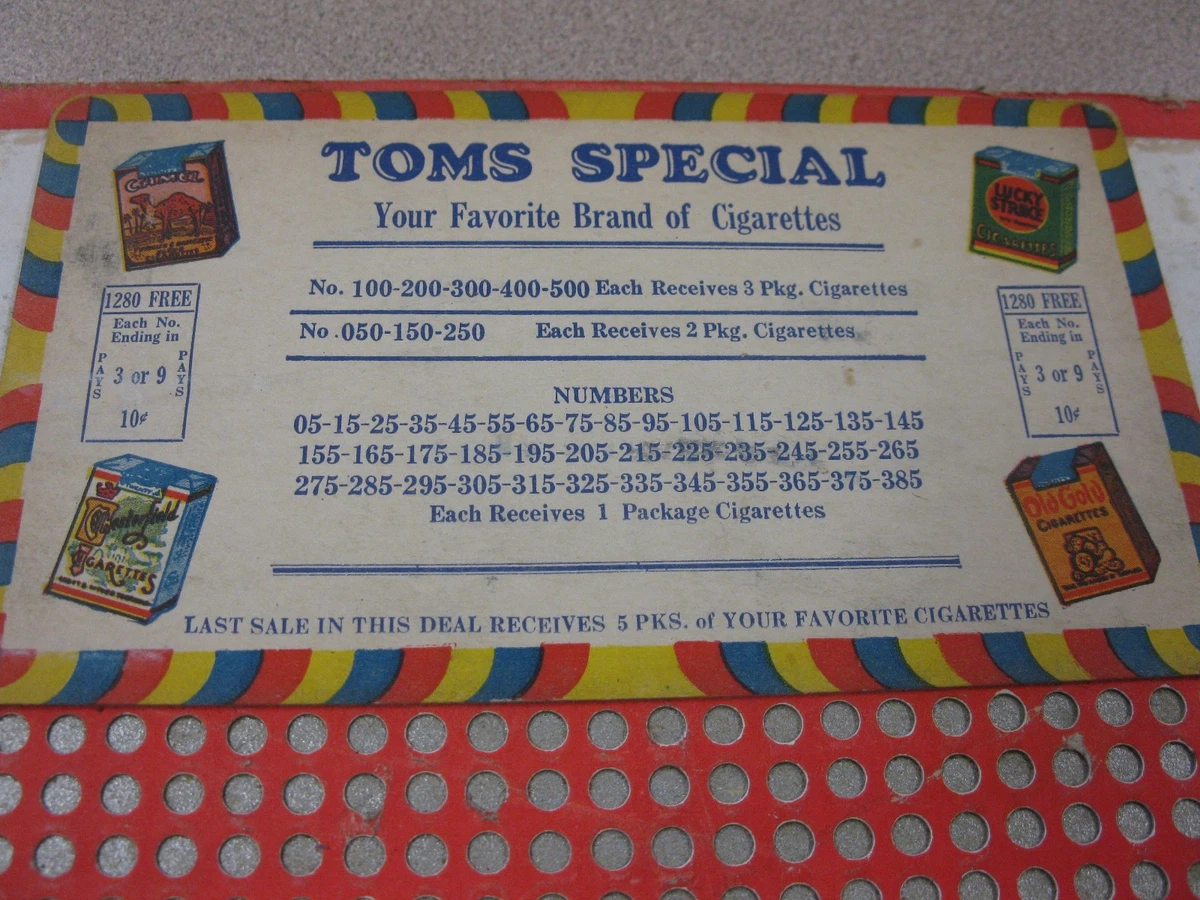 TOMS SPECIAL
Your Favorite Brand of Cigarettes
LUCKY
STRIKE
CIGARETTES
No. 100-200-300-400-500 Each Receives 3 Pkg. Cigarettes
No. 050-150-250 Each Receives 2 Pkg. Cigarettes
1280 FREE
Each No.
Ending in
PAYS 3 or 9 PAYS
10¢
1280 FREE
Each No.
Ending in
PAYS 3 or 9 PAYS
10¢
NUMBERS
05-15-25-35-45-55-65-75-85-95-105-115-125-135-145
155-165-175-185-195-205-215-225-235-245-255-265
275-285-295-305-315-325-335-345-355-365-375-385
Each Receives 1 Package Cigarettes
Chesterfield
CIGARETTES
Old Gold
CIGARETTES
LAST SALE IN THIS DEAL RECEIVES 5 PKS. of YOUR FAVORITE CIGARETTES